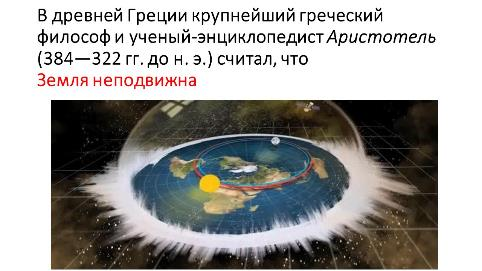 В древней Греции крупнейший греческий
философ и ученый-энциклопедист Аристотель
(384—322 гг. до н. э.) считал, что
Земля неподвижна